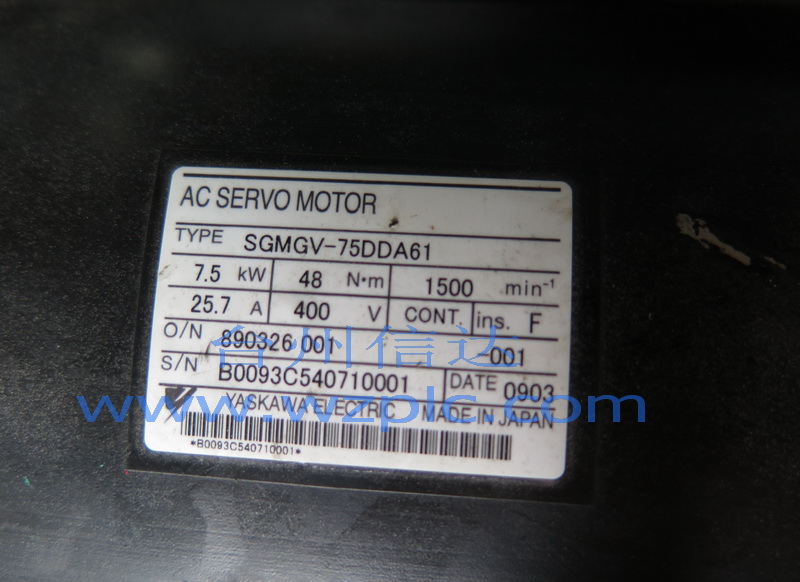 AC SERVO MOTOR
TYPE SGMGV-75DDA61
7.5 kW 48 N·m 1500 min⁻¹
25.7 A 400 V CONT. ins. F
O/N 890326 001 -001
台州信达
S/N B0093C540710001 DATE 0903
www.wzplc.com
YASKAWA ELECTRIC MADE IN JAPAN
*B0093C540710001*